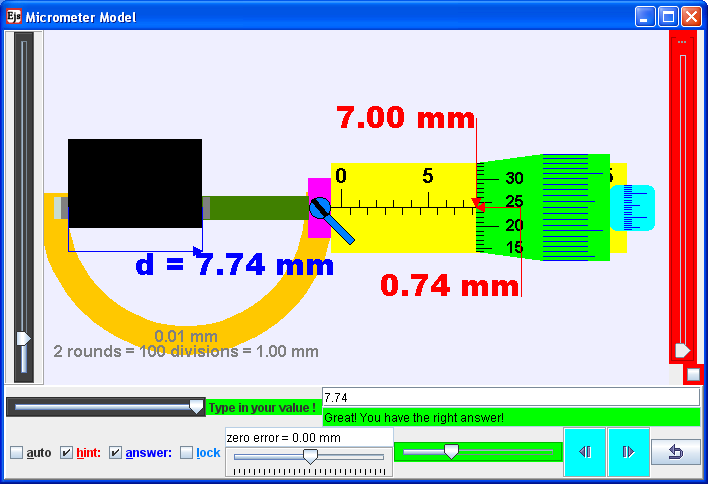 Ejs Micrometer Model
...
7.00 mm
0 5 5
30
25
20
15
d = 7.74 mm
0.74 mm
0.01 mm
2 rounds = 100 divisions = 1.00 mm
Type in your value !
7.74
Great! You have the right answer!
auto hint: answer: lock
zero error = 0.00 mm